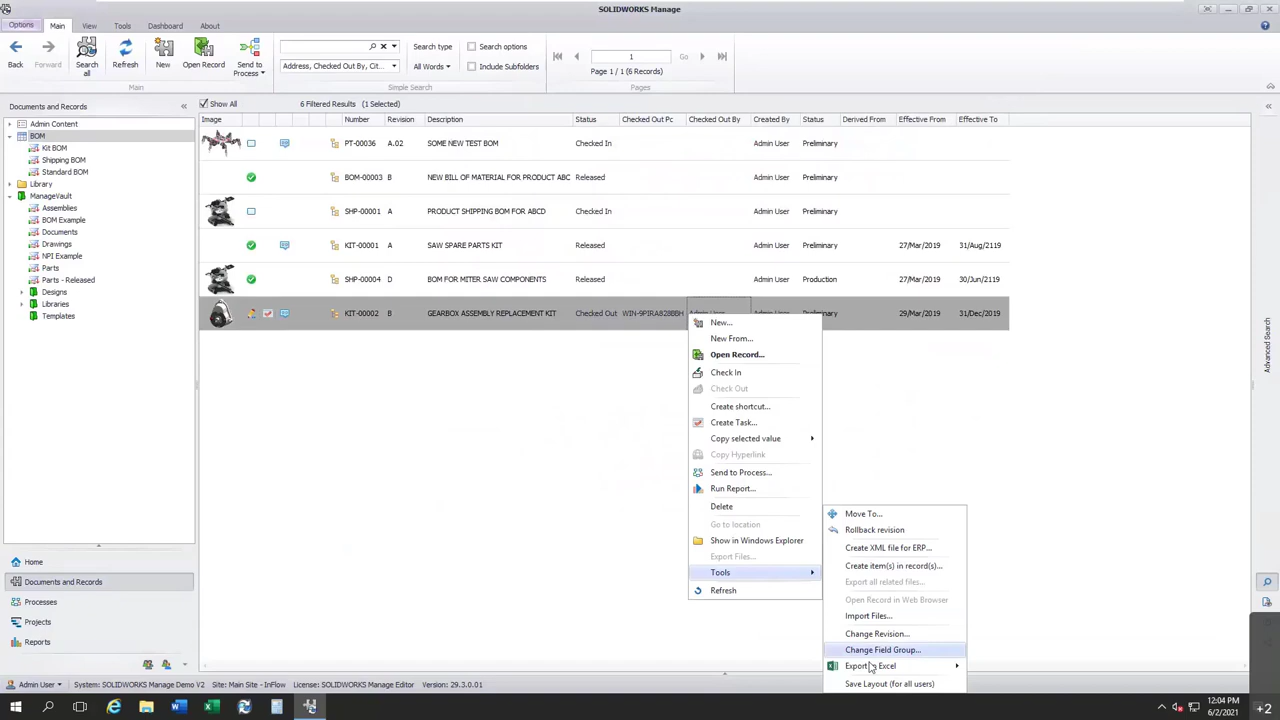 SOLIDWORKS Manage
Options Main View Tools Dashboard About
Back Forward Search all Refresh New Open Record Send to Process
Search type Search options
Address, Checked Out By, Cit... All Words Include Subfolders
1 Go
Page 1 / 1 (6 Records)
Main Simple Search Pages
Documents and Records
Show All 6 Filtered Results (1 Selected)
Admin Content
BOM
Kit BOM
Shipping BOM
Standard BOM
Library
ManageVault
Assemblies
BOM Example
Documents
Drawings
NPI Example
Parts
Parts - Released
Designs
Libraries
Templates
Home
Documents and Records
Processes
Projects
Reports
Image Number Revision Description Status Checked Out Pc Checked Out By Created By Status Derived From Effective From Effective To
PT-00036 A.02 SOME NEW TEST BOM Checked In Admin User Preliminary
BOM-00003 B NEW BILL OF MATERIAL FOR PRODUCT ABC Released Admin User Preliminary
SHP-00001 A PRODUCT SHIPPING BOM FOR ABCD Checked In Admin User Preliminary
KIT-00001 A SAW SPARE PARTS KIT Released Admin User Preliminary 27/Mar/2019 31/Aug/2119
SHP-00004 D BOM FOR MITER SAW COMPONENTS Released Admin User Production 27/Mar/2019 30/Jun/2119
KIT-00002 B GEARBOX ASSEMBLY REPLACEMENT KIT Checked Out WIN-9PIRA828BBH Admin User Admin User Preliminary 29/Mar/2019 31/Dec/2019
New...
New From...
Open Record...
Check In
Check Out
Create shortcut...
Create Task...
Copy selected value
Copy Hyperlink
Send to Process...
Run Report...
Delete
Go to location
Show in Windows Explorer
Export Files...
Tools
Refresh
Move To...
Rollback revision
Create XML file for ERP...
Create item(s) in record(s)...
Export all related files...
Open Record in Web Browser
Import Files...
Change Revision...
Change Field Group...
Export to Excel
Save Layout (for all users)
Advanced Search
Admin User System: SOLIDWORKS Manage Demo V2 Site: Main Site - InFlow License: SOLIDWORKS Manage Editor Version: 29.3.0.01
12:04 PM
6/2/2021
+2